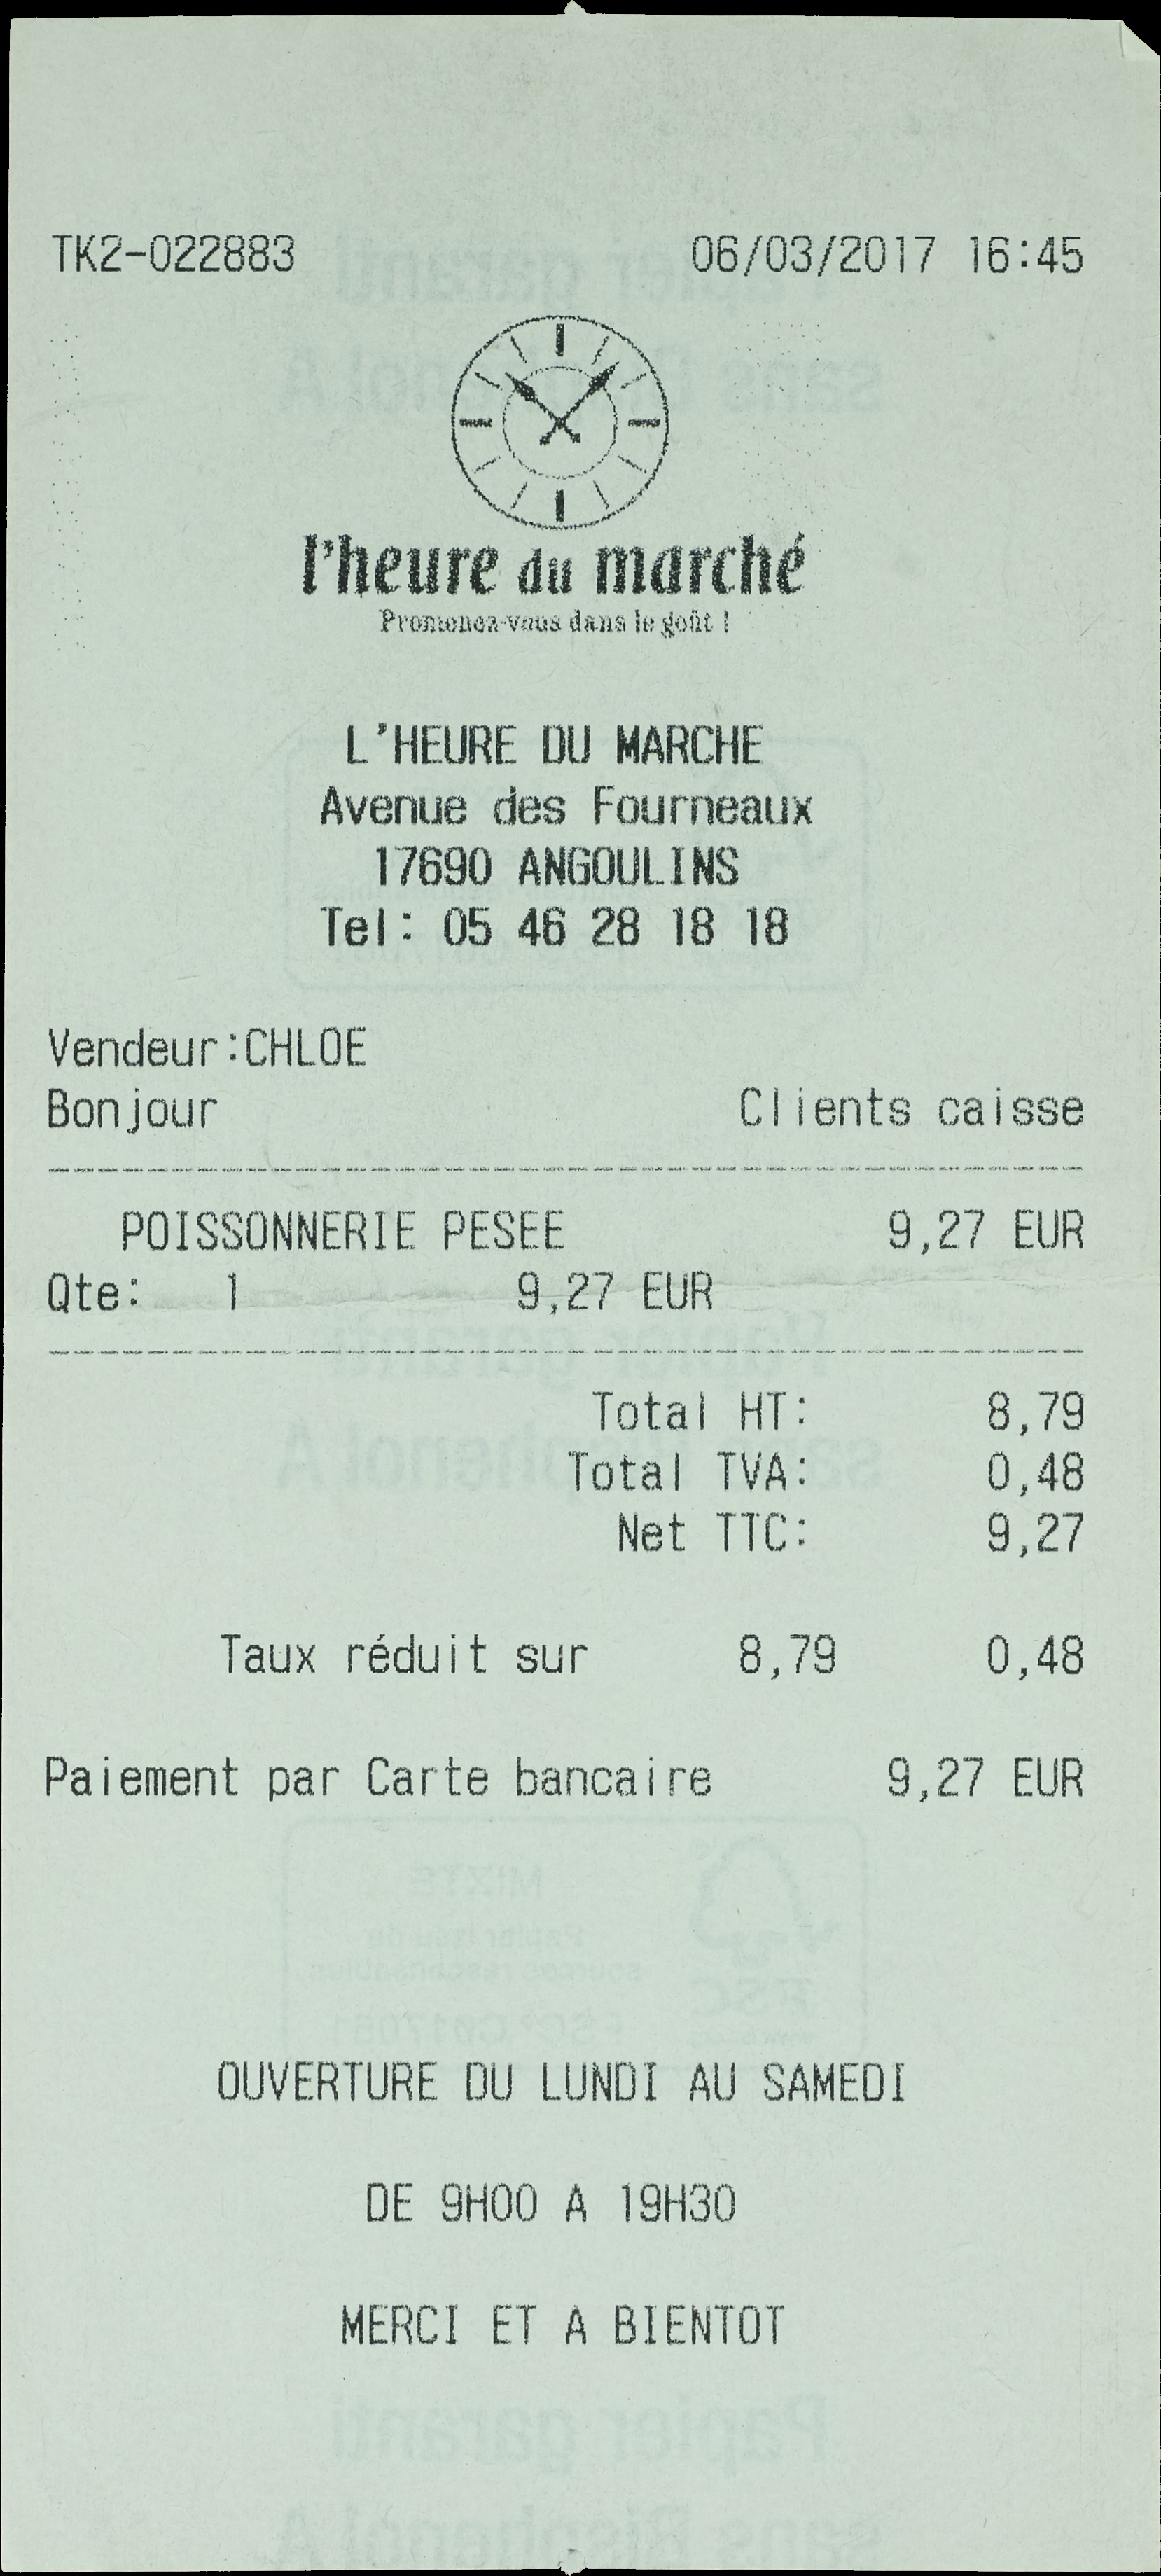 TK2-022883 06/03/2017 16:45
l'heure du marché
Promenez-vous dans le goût !
L'HEURE DU MARCHE
Avenue des Fourneaux
17690 ANGOULINS
Tel: 05 46 28 18 18
Vendeur:CHLOE
Bonjour Clients caisse
POISSONNERIE PESEE 9,27 EUR
Qte: 1 9,27 EUR
Total HT: 8,79
Total TVA: 0,48
Net TTC: 9,27
Taux réduit sur 8,79 0,48
Paiement par Carte bancaire 9,27 EUR
OUVERTURE DU LUNDI AU SAMEDI
DE 9H00 A 19H30
MERCI ET A BIENTOT